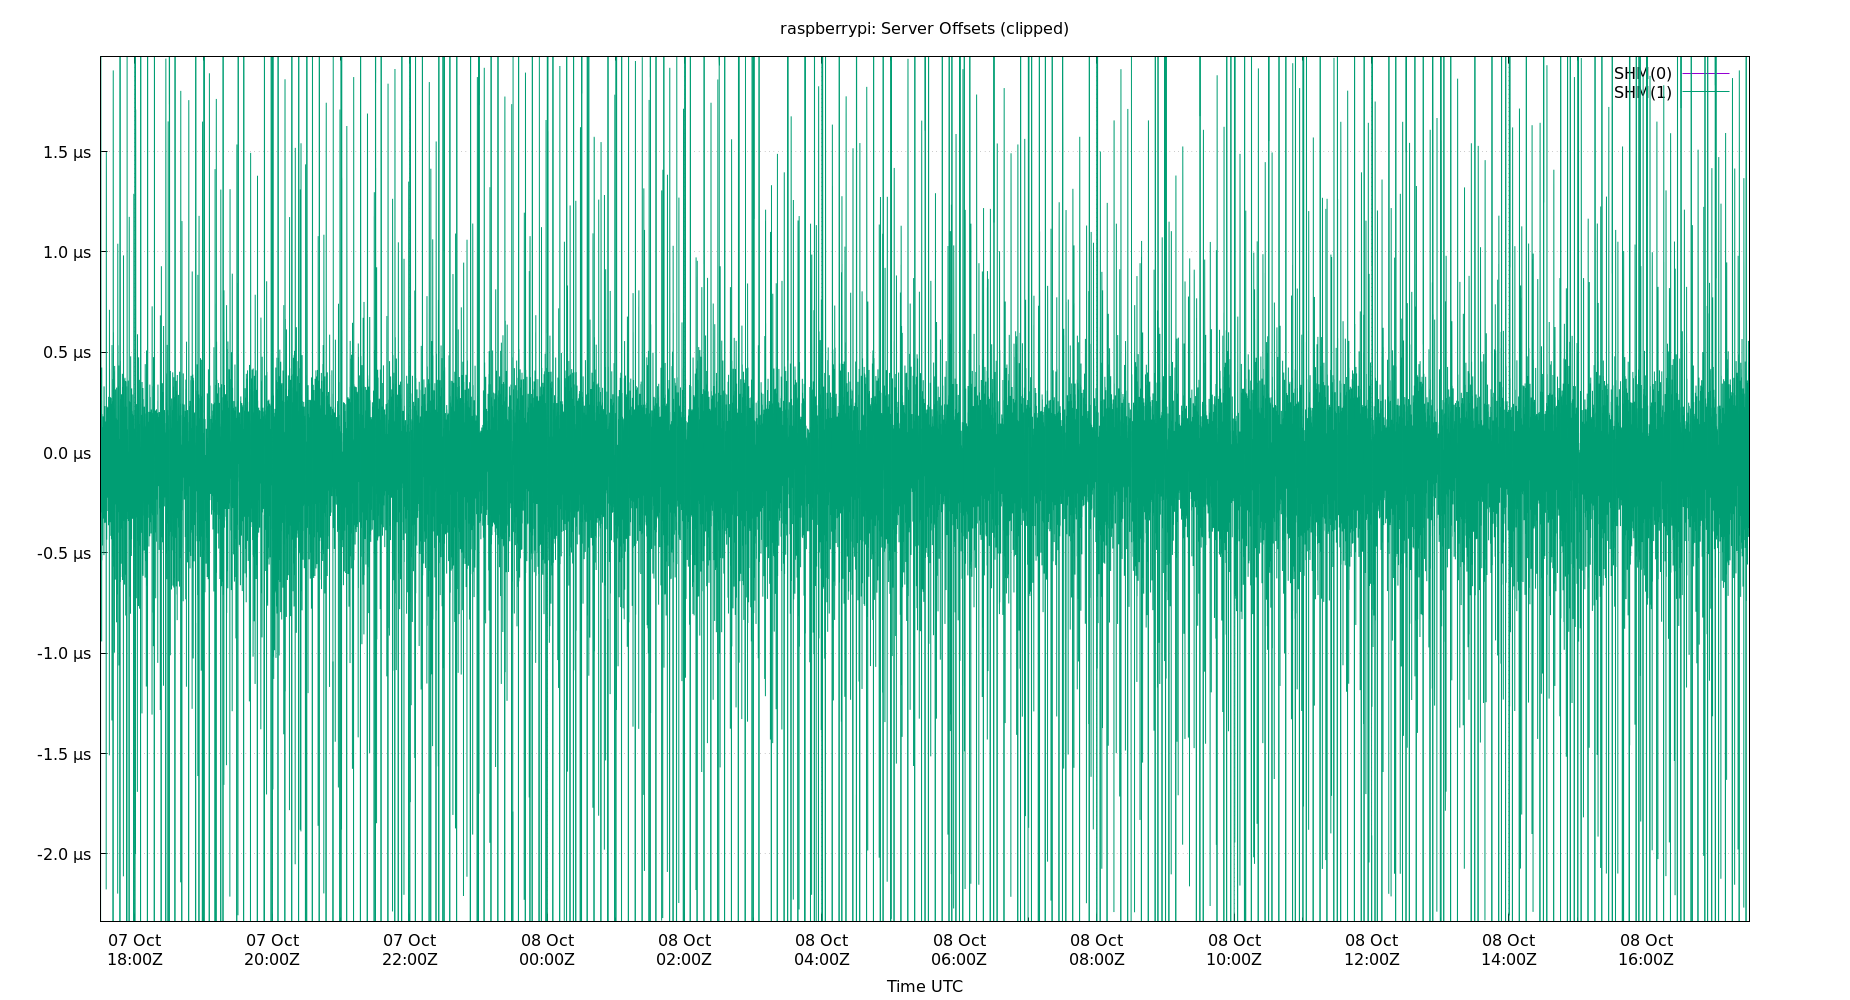 raspberrypi: Server Offsets (clipped)
SHM(0)
SHM(1)
1.5 µs
1.0 µs
0.5 µs
0.0 µs
-0.5 µs
-1.0 µs
-1.5 µs
-2.0 µs
07 Oct 07 Oct 07 Oct 08 Oct 08 Oct 08 Oct 08 Oct 08 Oct 08 Oct 08 Oct 08 Oct 08 Oct
18:00Z 20:00Z 22:00Z 00:00Z 02:00Z 04:00Z 06:00Z 08:00Z 10:00Z 12:00Z 14:00Z 16:00Z
Time UTC